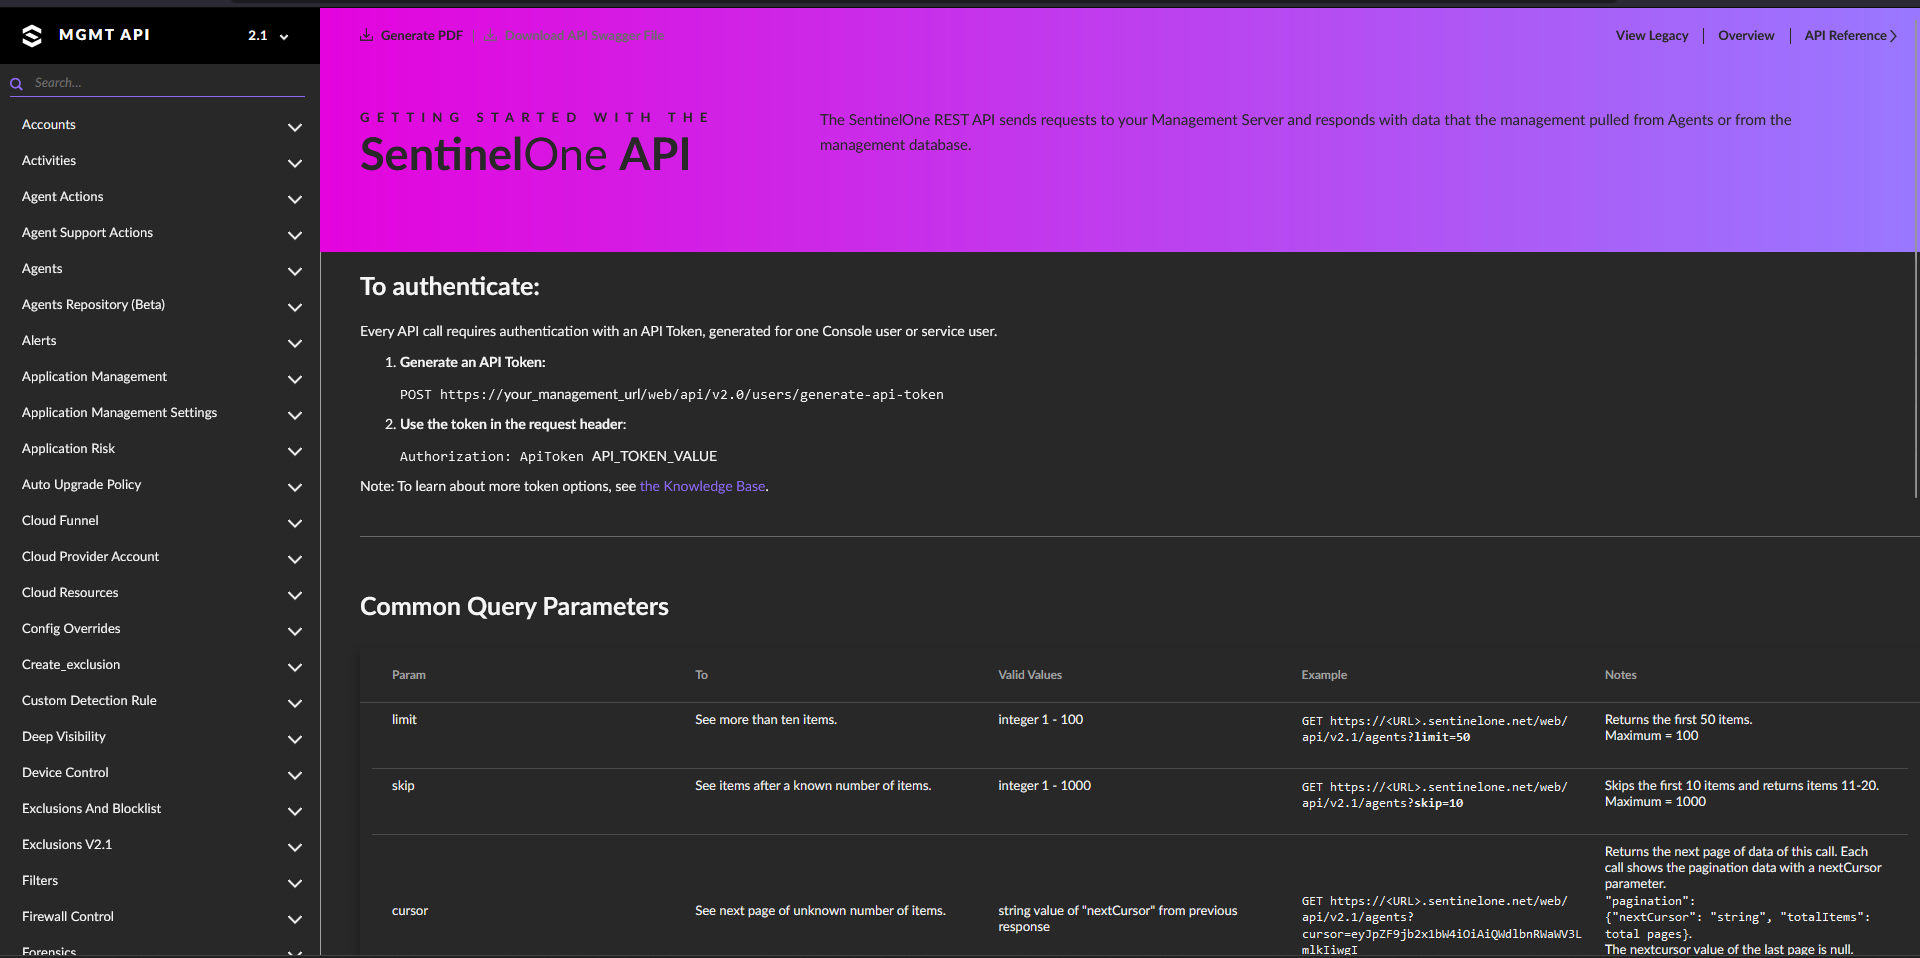 MGMT API
2.1
Search...
Accounts
Activities
Agent Actions
Agent Support Actions
Agents
Agents Repository (Beta)
Alerts
Application Management
Application Management Settings
Application Risk
Auto Upgrade Policy
Cloud Funnel
Cloud Provider Account
Cloud Resources
Config Overrides
Create_exclusion
Custom Detection Rule
Deep Visibility
Device Control
Exclusions And Blocklist
Exclusions V2.1
Filters
Firewall Control
Forensics
Generate PDF
Download API Swagger File
View Legacy
Overview
API Reference
GETTING STARTED WITH THE
SentinelOne API
The SentinelOne REST API sends requests to your Management Server and responds with data that the management pulled from Agents or from the
management database.
To authenticate:
Every API call requires authentication with an API Token, generated for one Console user or service user.
1. Generate an API Token:
POST https://your_management_url/web/api/v2.0/users/generate-api-token
2. Use the token in the request header:
Authorization: ApiToken API_TOKEN_VALUE
Note: To learn about more token options, see the Knowledge Base.
Common Query Parameters
Param To Valid Values Example Notes
limit
See more than ten items.
integer 1 - 100
GET https://<URL>.sentinelone.net/web/
api/v2.1/agents?limit=50
Returns the first 50 items.
Maximum = 100
skip
See items after a known number of items.
integer 1 - 1000
GET https://<URL>.sentinelone.net/web/
api/v2.1/agents?skip=10
Skips the first 10 items and returns items 11-20.
Maximum = 1000
cursor
See next page of unknown number of items.
string value of "nextCursor" from previous
response
GET https://<URL>.sentinelone.net/web/
api/v2.1/agents?
cursor=eyJpZF9jb2x1bW4iOiAiQWdlbnRWaWV3L
mlkIiwgI
Returns the next page of data of this call. Each
call shows the pagination data with a nextCursor
parameter.
"pagination":
{"nextCursor": "string", "totalItems":
total pages}.
The nextcursor value of the last page is null.